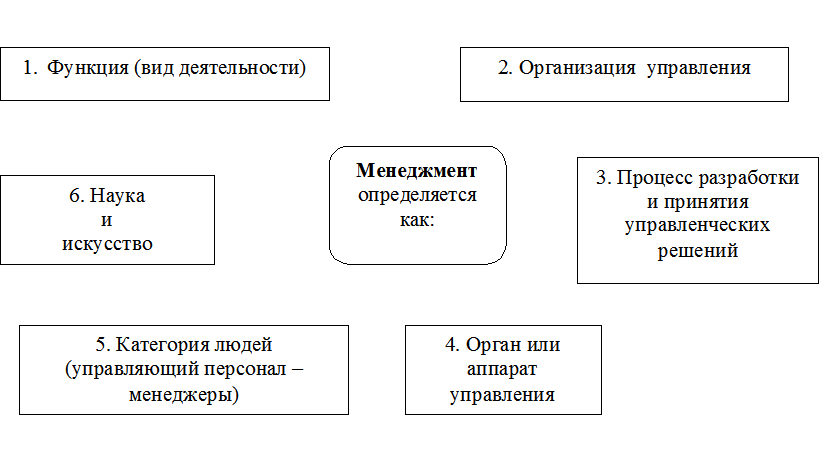 1. Функция (вид деятельности)
2. Организация управления
Менеджмент
определяется
как:
3. Процесс разработки
и принятия
управленческих
решений
6. Наука
и
искусство
5. Категория людей
(управляющий персонал –
менеджеры)
4. Орган или
аппарат
управления